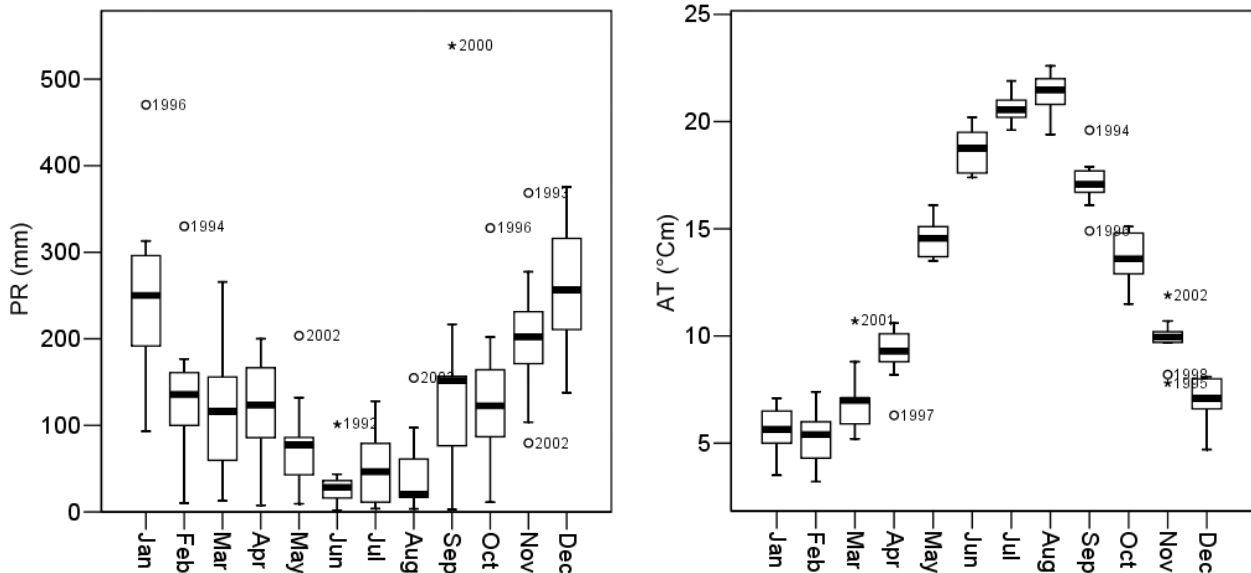 PR (mm)
500
400
300
200
100
0
1996
1994
2002
1992
2000
1996
1993
2002
Jan
Feb
Mar
Apr
May
Jun
Jul
Aug
Sep
Oct
Nov
Dec
AT (°Cm)
25
20
15
10
5
2001
1997
1994
2002
1998
1995
Jan
Feb
Mar
Apr
May
Jun
Jul
Aug
Sep
Oct
Nov
Dec